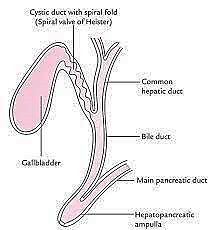 Cystic duct with spiral fold
(Spiral valve of Heister)
Common
hepatic duct
Bile duct
Gallbladder
Main pancreatic duct
Hepatopancreatic
ampulla